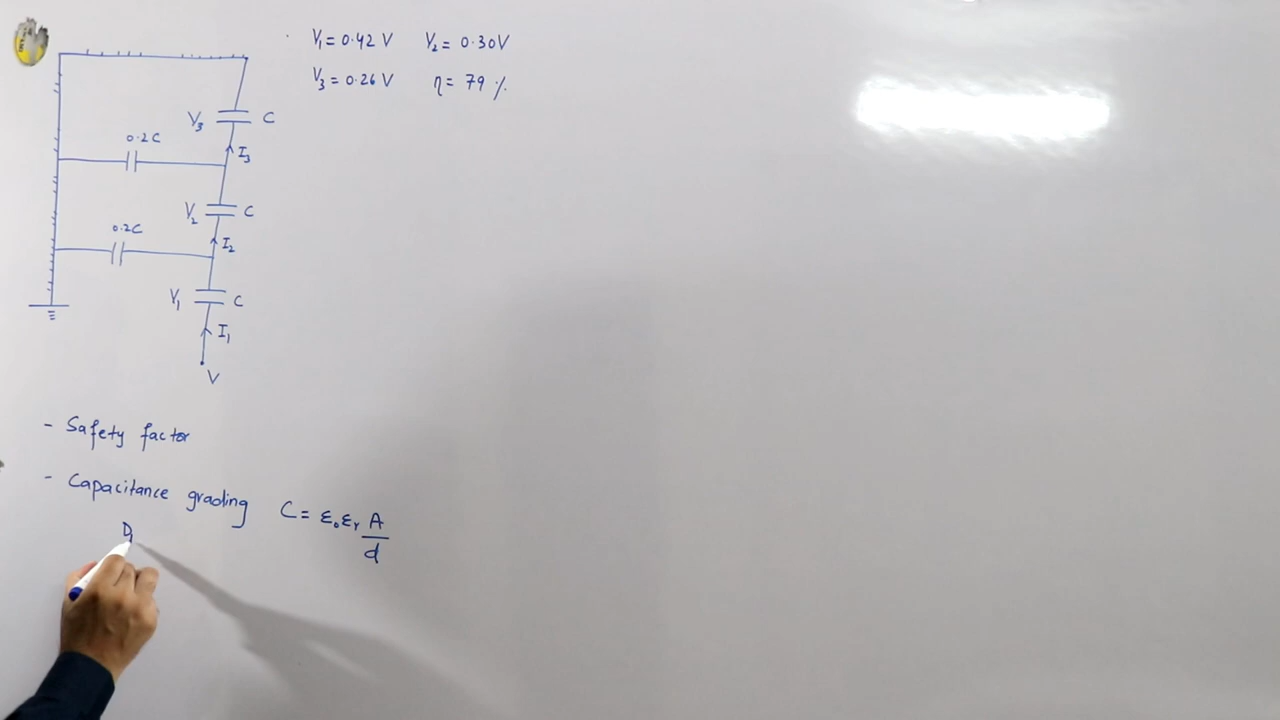 V₁ = 0.42 V V₂ = 0.30V
V₃ = 0.26 V η = 79 %
V₃ C
0.2C
I₃
V₂ C
0.2C
I₂
V₁ C
I₁
V
- Safety factor
- Capacitance grading C = ε₀εᵣ A/d
D